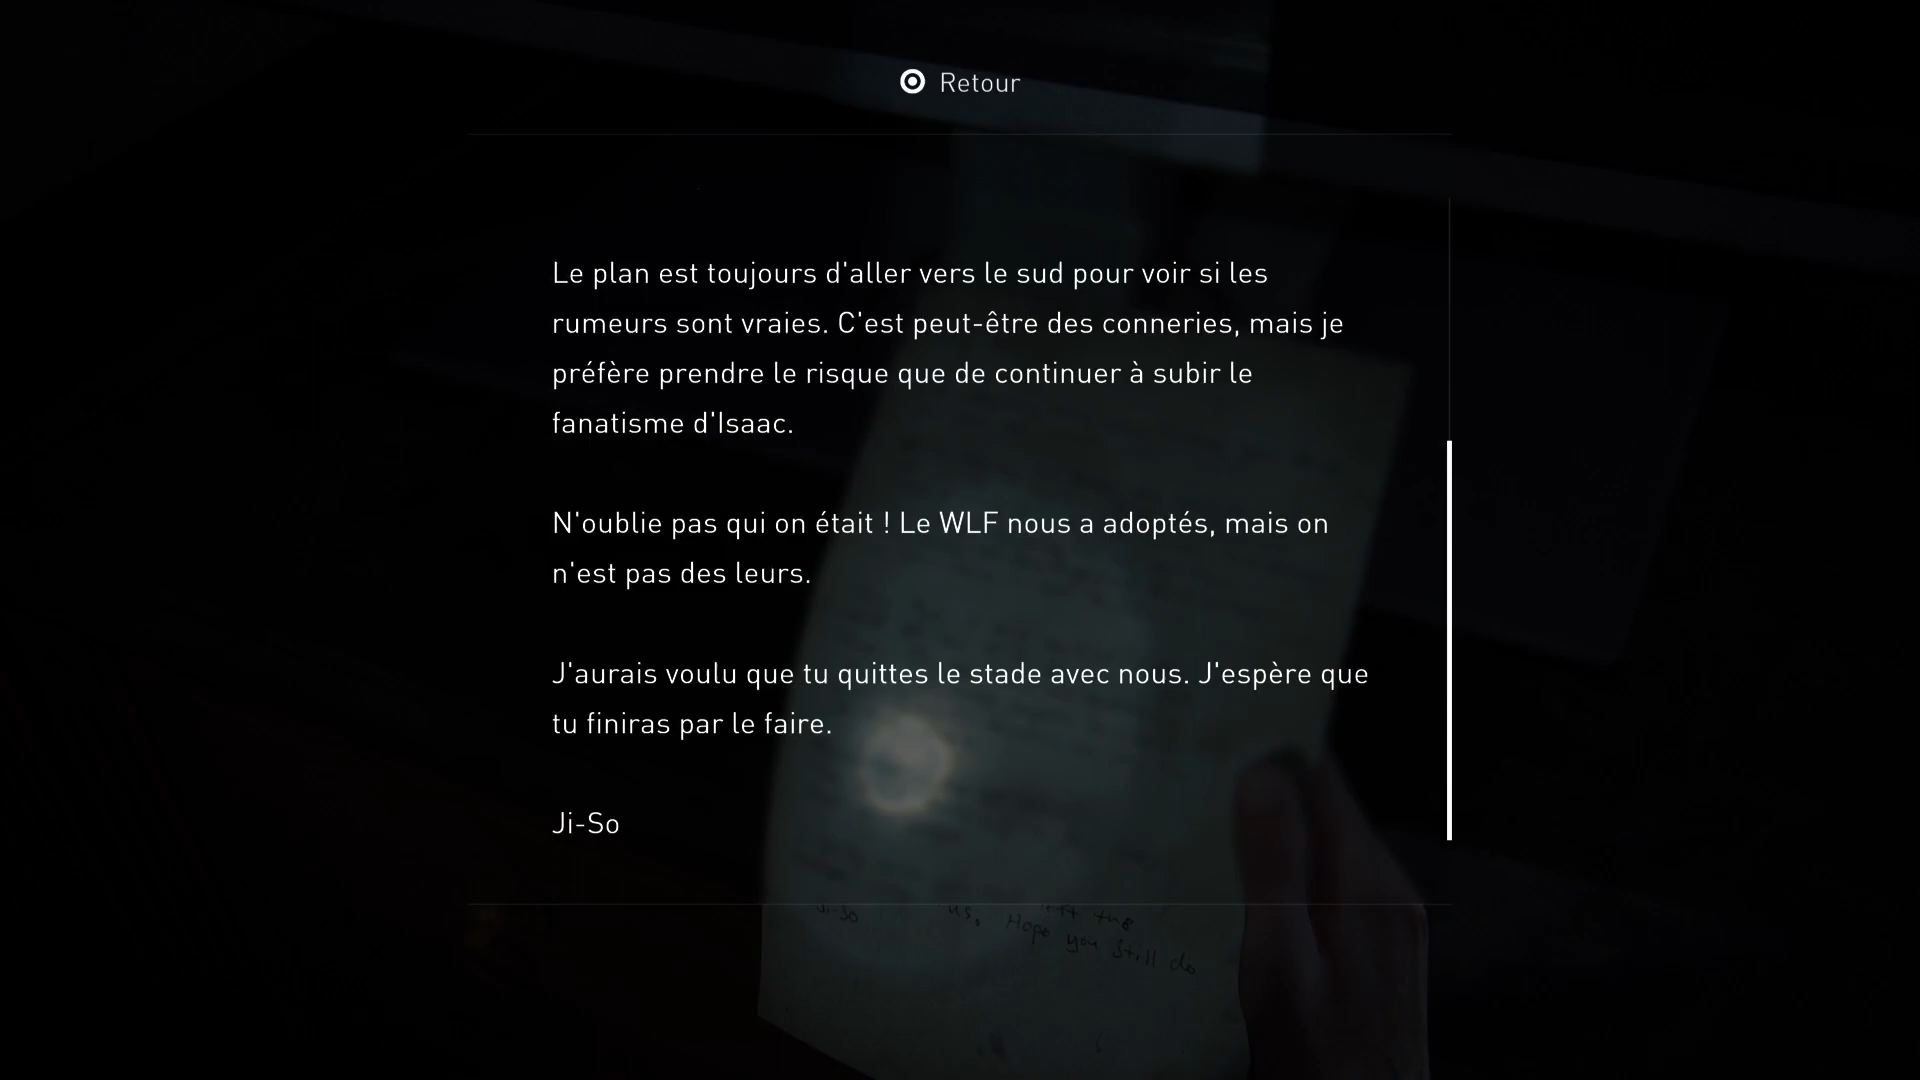 Retour
Le plan est toujours d'aller vers le sud pour voir si les
rumeurs sont vraies. C'est peut-être des conneries, mais je
préfère prendre le risque que de continuer à subir le
fanatisme d'Isaac.
N'oublie pas qui on était ! Le WLF nous a adoptés, mais on
n'est pas des leurs.
J'aurais voulu que tu quittes le stade avec nous. J'espère que
tu finiras par le faire.
Ji-So
Ji-So
us. Hope you still do